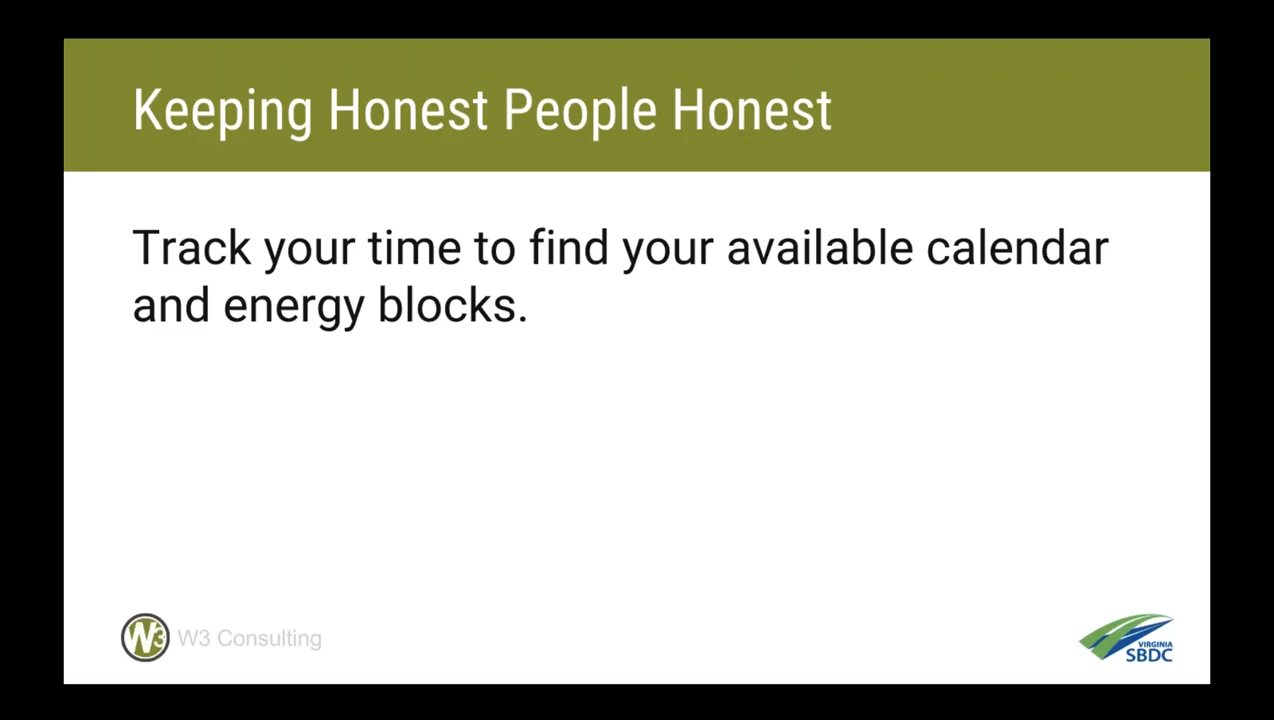 Keeping Honest People Honest
Track your time to find your available calendar
and energy blocks.
W3 W3 Consulting
VIRGINIA
SBDC